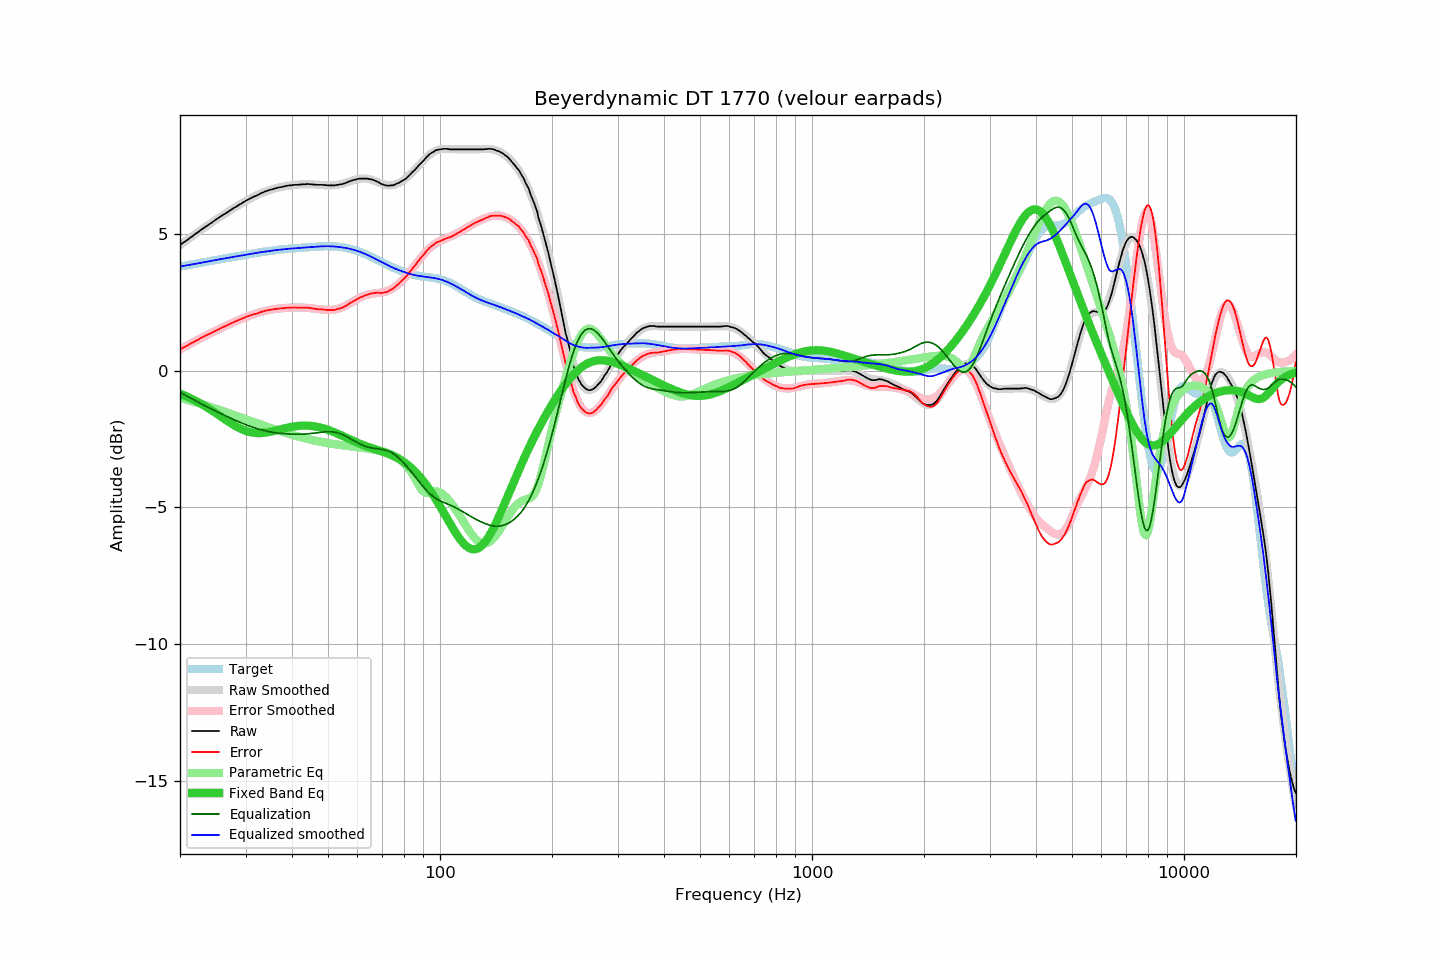 Beyerdynamic DT 1770 (velour earpads)
5
0
−5
−10
−15
Amplitude (dBr)
Target
Raw Smoothed
Error Smoothed
Raw
Error
Parametric Eq
Fixed Band Eq
Equalization
Equalized smoothed
100 1000 10000
Frequency (Hz)